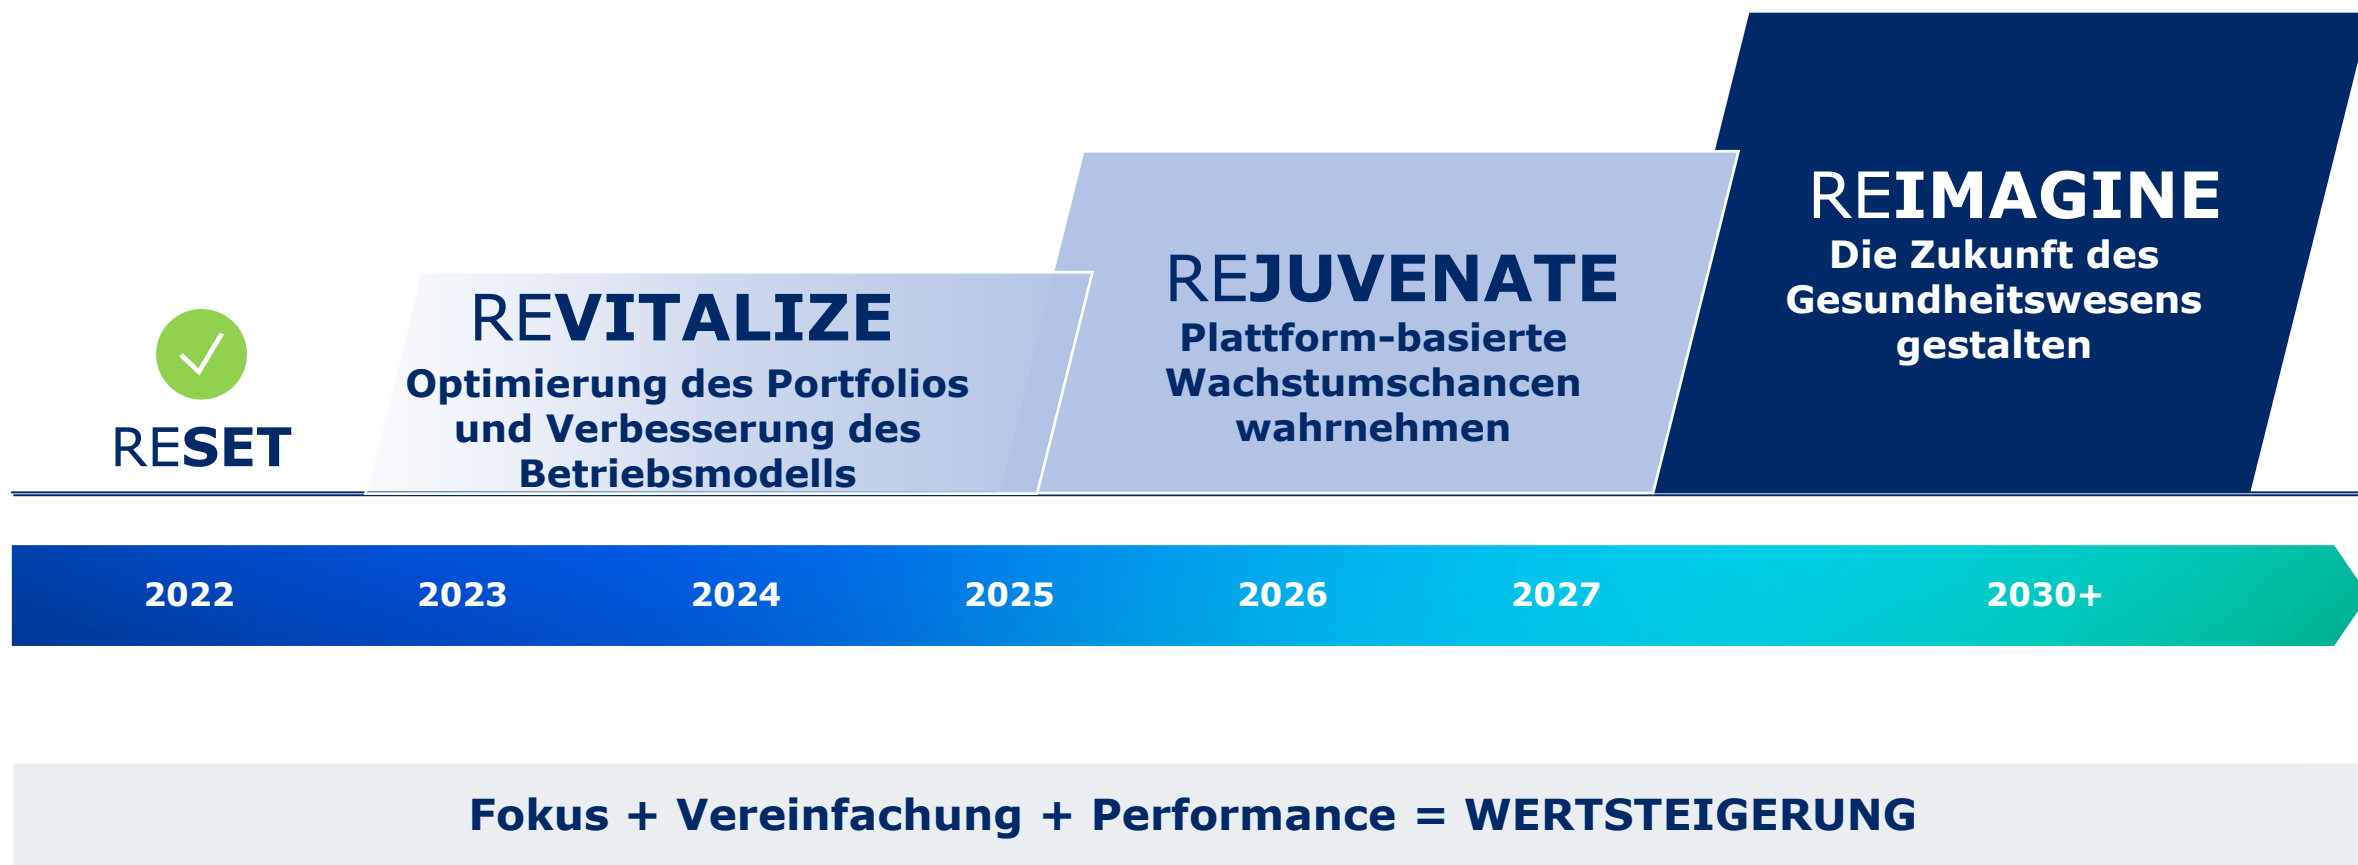 RESET
REVITALIZE
Optimierung des Portfolios
und Verbesserung des
Betriebsmodells
REJUVENATE
Plattform-basierte
Wachstumschancen
wahrnehmen
REIMAGINE
Die Zukunft des
Gesundheitswesens
gestalten
2022 2023 2024 2025 2026 2027 2030+
Fokus + Vereinfachung + Performance = WERTSTEIGERUNG